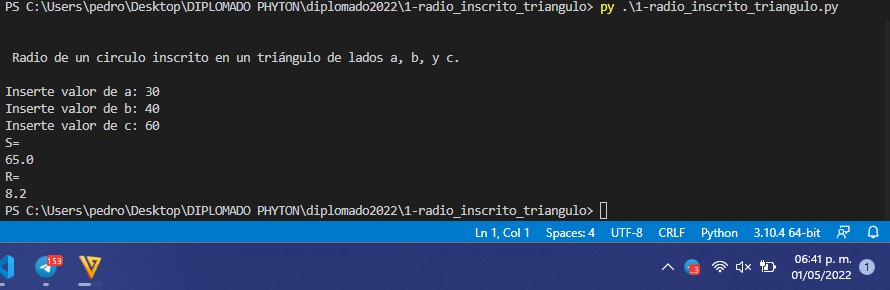 PS C:\Users\pedro\Desktop\DIPLOMADO PHYTON\diplomado2022\1-radio_inscrito_triangulo> py .\1-radio_inscrito_triangulo.py
Radio de un circulo inscrito en un triángulo de lados a, b, y c.
Inserte valor de a: 30
Inserte valor de b: 40
Inserte valor de c: 60
S=
65.0
R=
8.2
PS C:\Users\pedro\Desktop\DIPLOMADO PHYTON\diplomado2022\1-radio_inscrito_triangulo>
Ln 1, Col 1 Spaces: 4 UTF-8 CRLF Python 3.10.4 64-bit
153
06:41 p. m.
01/05/2022
1